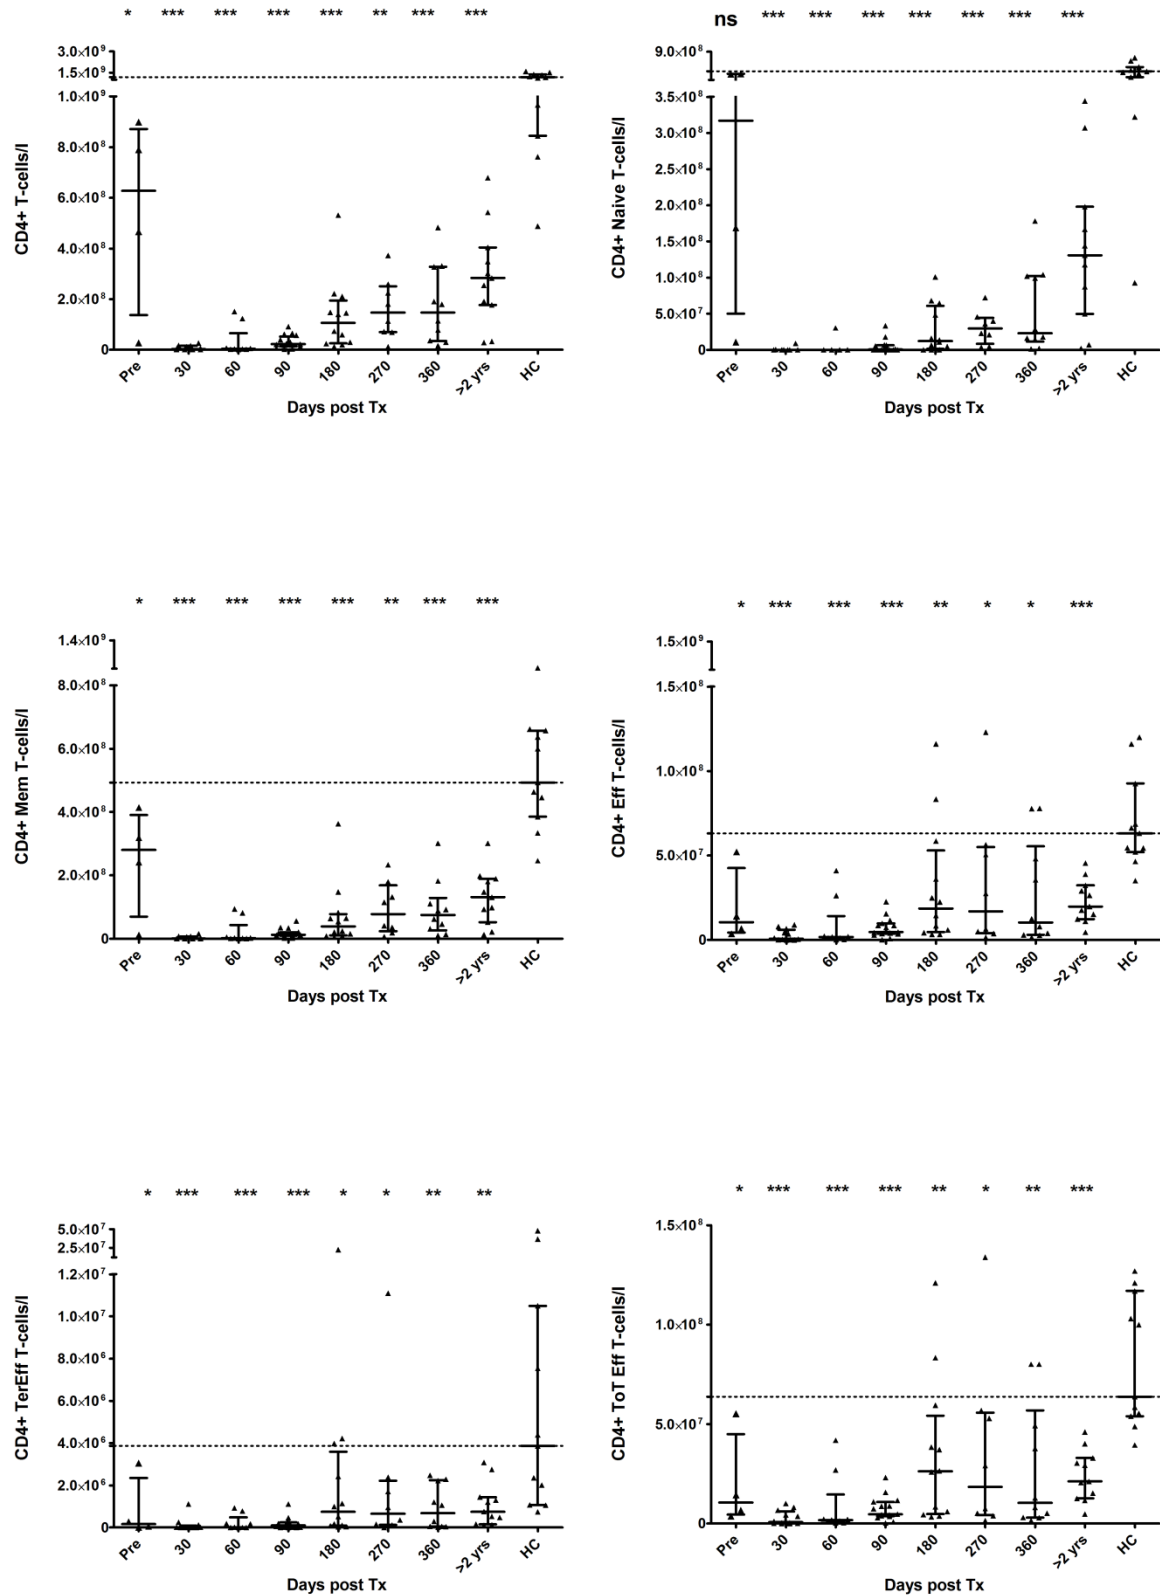 * *** *** *** *** ** *** ***
3.0×10⁹
1.5×10⁹
1.0×10⁹
8.0×10⁸
6.0×10⁸
4.0×10⁸
2.0×10⁸
0
CD4+ T-cells/l
Pre 30 60 90 180 270 360 >2 yrs HC
Days post Tx
ns *** *** *** *** *** *** ***
9.0×10⁸
3.5×10⁸
3.0×10⁸
2.5×10⁸
2.0×10⁸
1.5×10⁸
1.0×10⁸
5.0×10⁷
0
CD4+ Naive T-cells/l
Pre 30 60 90 180 270 360 >2 yrs HC
Days post Tx
* *** *** *** *** ** *** ***
1.4×10⁹
8.0×10⁸
6.0×10⁸
4.0×10⁸
2.0×10⁸
0
CD4+ Mem T-cells/l
Pre 30 60 90 180 270 360 >2 yrs HC
Days post Tx
* *** *** *** ** * * ***
1.5×10⁹
1.5×10⁸
1.0×10⁸
5.0×10⁷
0
CD4+ Eff T-cells/l
Pre 30 60 90 180 270 360 >2 yrs HC
Days post Tx
* *** *** *** * * ** **
5.0×10⁷
2.5×10⁷
1.2×10⁷
1.0×10⁷
8.0×10⁶
6.0×10⁶
4.0×10⁶
2.0×10⁶
0
CD4+ TerEff T-cells/l
Pre 30 60 90 180 270 360 >2 yrs HC
Days post Tx
* *** *** *** ** * ** ***
1.5×10⁸
1.0×10⁸
5.0×10⁷
0
CD4+ ToT Eff T-cells/l
Pre 30 60 90 180 270 360 >2 yrs HC
Days post Tx